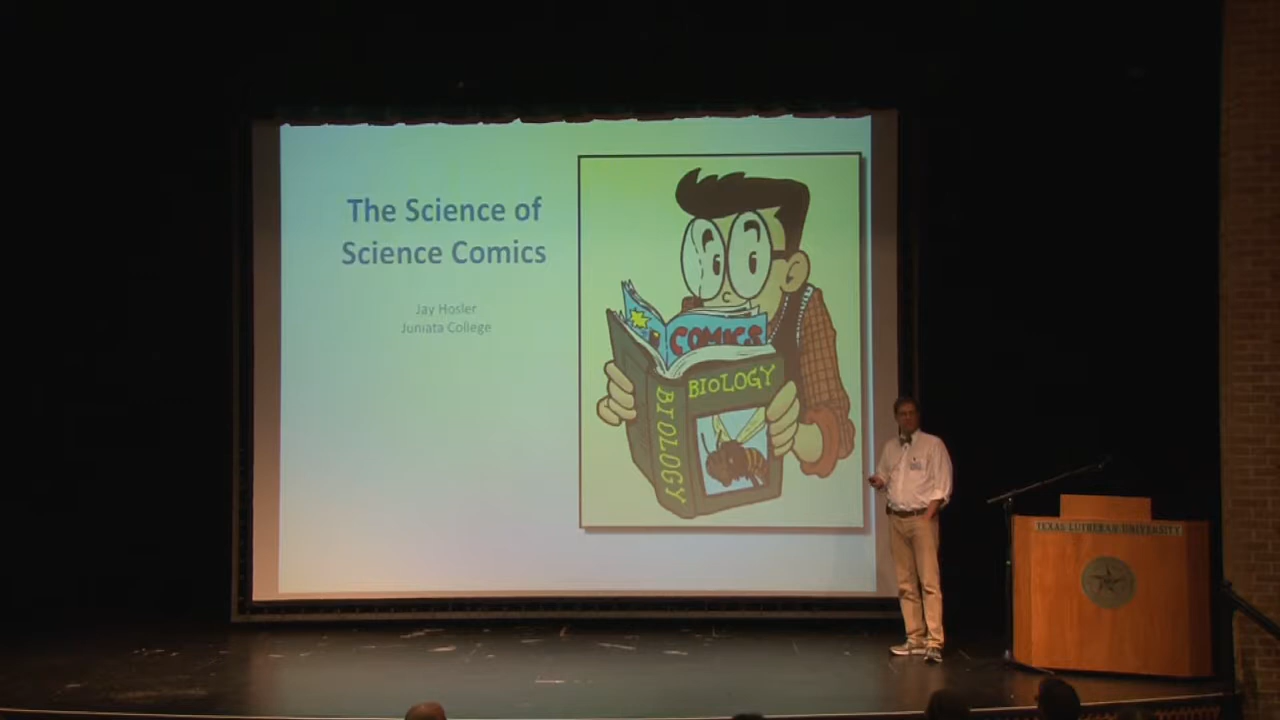 The Science of
Science Comics
Jay Hosler
Juniata College
COMICS
BIOLOGY
BIOLOGY
TEXAS LUTHERAN UNIVERSITY